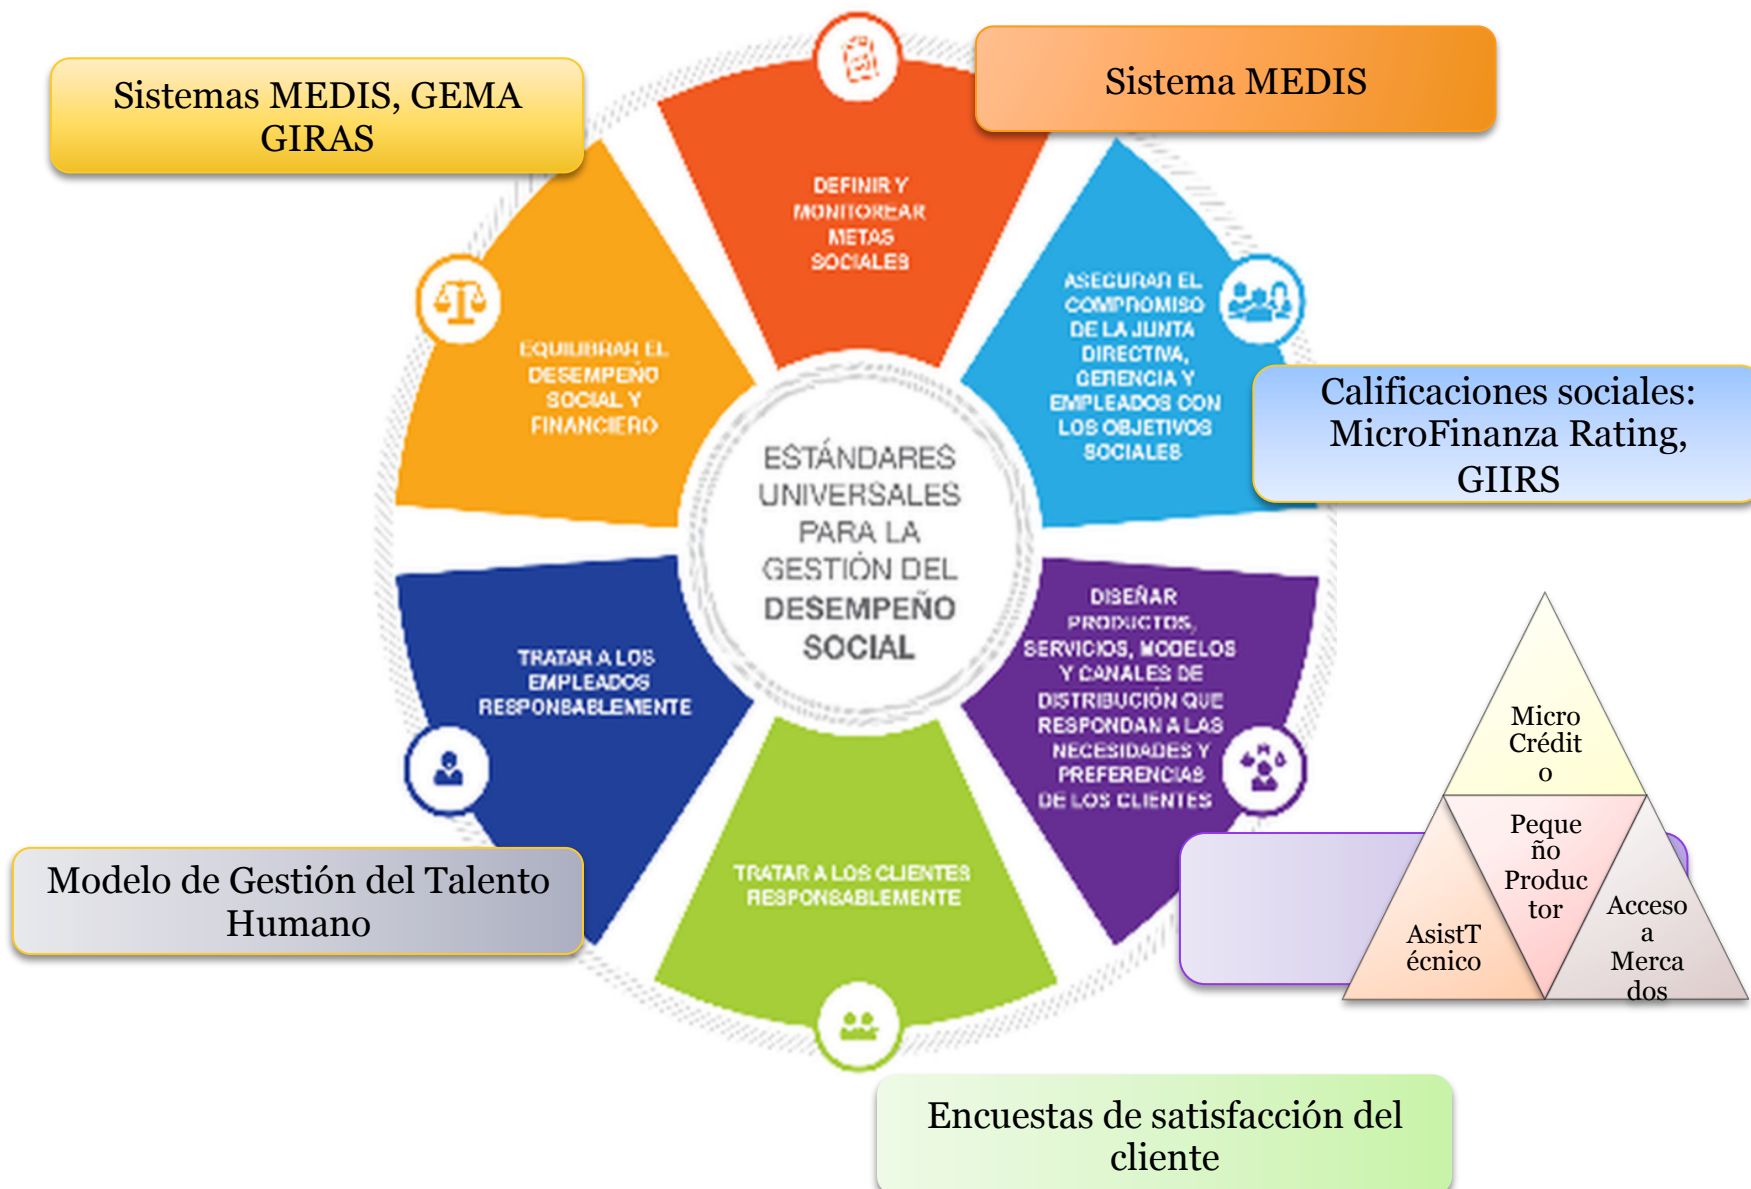 Sistemas MEDIS, GEMA
GIRAS
Sistema MEDIS
DEFINIR Y
MONITOREAR
METAS
SOCIALES
ASEGURAR EL
COMPROMISO
DE LA JUNTA
DIRECTIVA,
GERENCIA Y
EMPLEADOS CON
LOS OBJETIVOS
SOCIALES
Calificaciones sociales:
MicroFinanza Rating,
GIIRS
EQUILIBRAR EL
DESEMPEÑO
SOCIAL Y
FINANCIERO
ESTÁNDARES
UNIVERSALES
PARA LA
GESTIÓN DEL
DESEMPEÑO
SOCIAL
DISEÑAR
PRODUCTOS,
SERVICIOS, MODELOS
Y CANALES DE
DISTRIBUCIÓN QUE
RESPONDAN A LAS
NECESIDADES Y
PREFERENCIAS
DE LOS CLIENTES
Micro
Crédit
o
Peque
ño
Produc
tor
AsistT
écnico
Acceso
a
Merca
dos
TRATAR A LOS
EMPLEADOS
RESPONSABLEMENTE
Modelo de Gestión del Talento
Humano
TRATAR A LOS CLIENTES
RESPONSABLEMENTE
Encuestas de satisfacción del
cliente